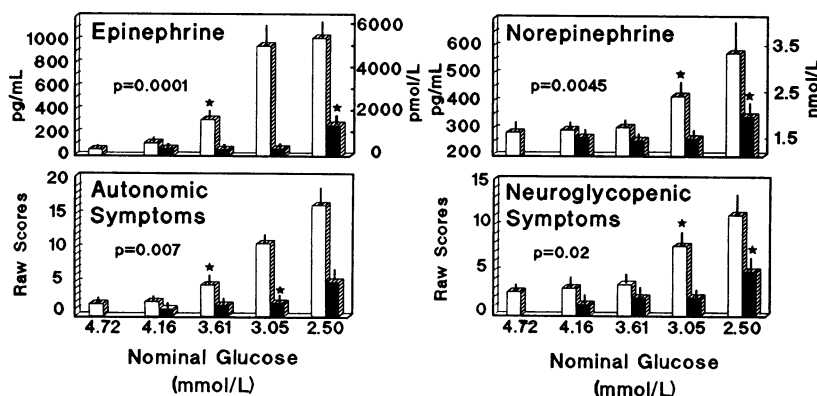 Epinephrine
pg/mL
1000
800
600
400
200
0
p=0.0001
★
★
6000
4000
2000
0
pmol/L
Norepinephrine
pg/mL
600
500
400
300
200
p=0.0045
★
★
3.5
2.5
1.5
nmol/L
Autonomic
Symptoms
Raw Scores
20
15
10
5
0
p=0.007
★
★
4.72 4.16 3.61 3.05 2.50
Nominal Glucose
(mmol/L)
Neuroglycopenic
Symptoms
Raw Scores
15
10
5
0
p=0.02
★
★
4.72 4.16 3.61 3.05 2.50
Nominal Glucose
(mmol/L)